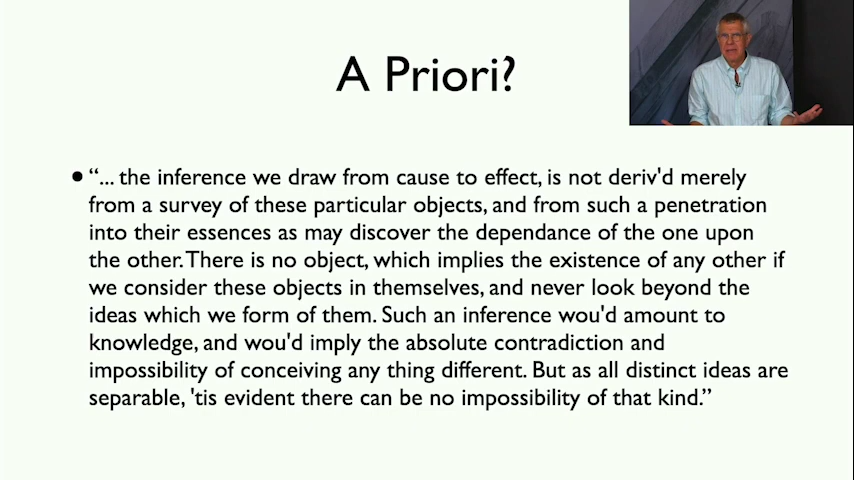 A Priori?
• “... the inference we draw from cause to effect, is not deriv'd merely
from a survey of these particular objects, and from such a penetration
into their essences as may discover the dependance of the one upon
the other. There is no object, which implies the existence of any other if
we consider these objects in themselves, and never look beyond the
ideas which we form of them. Such an inference wou'd amount to
knowledge, and wou'd imply the absolute contradiction and
impossibility of conceiving any thing different. But as all distinct ideas are
separable, 'tis evident there can be no impossibility of that kind.”